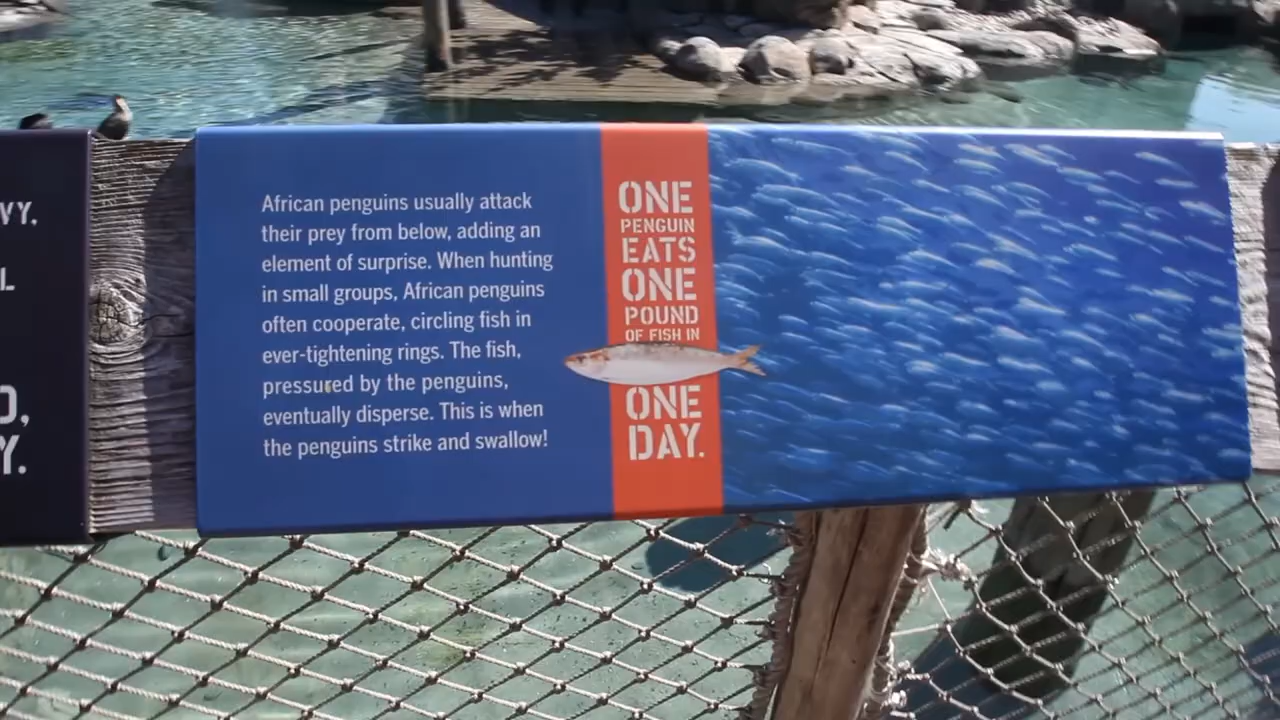 VY,
L
Y.
African penguins usually attack
their prey from below, adding an
element of surprise. When hunting
in small groups, African penguins
often cooperate, circling fish in
ever-tightening rings. The fish,
pressured by the penguins,
eventually disperse. This is when
the penguins strike and swallow!
ONE
PENGUIN
EATS
ONE
POUND
OF FISH IN
ONE
DAY.